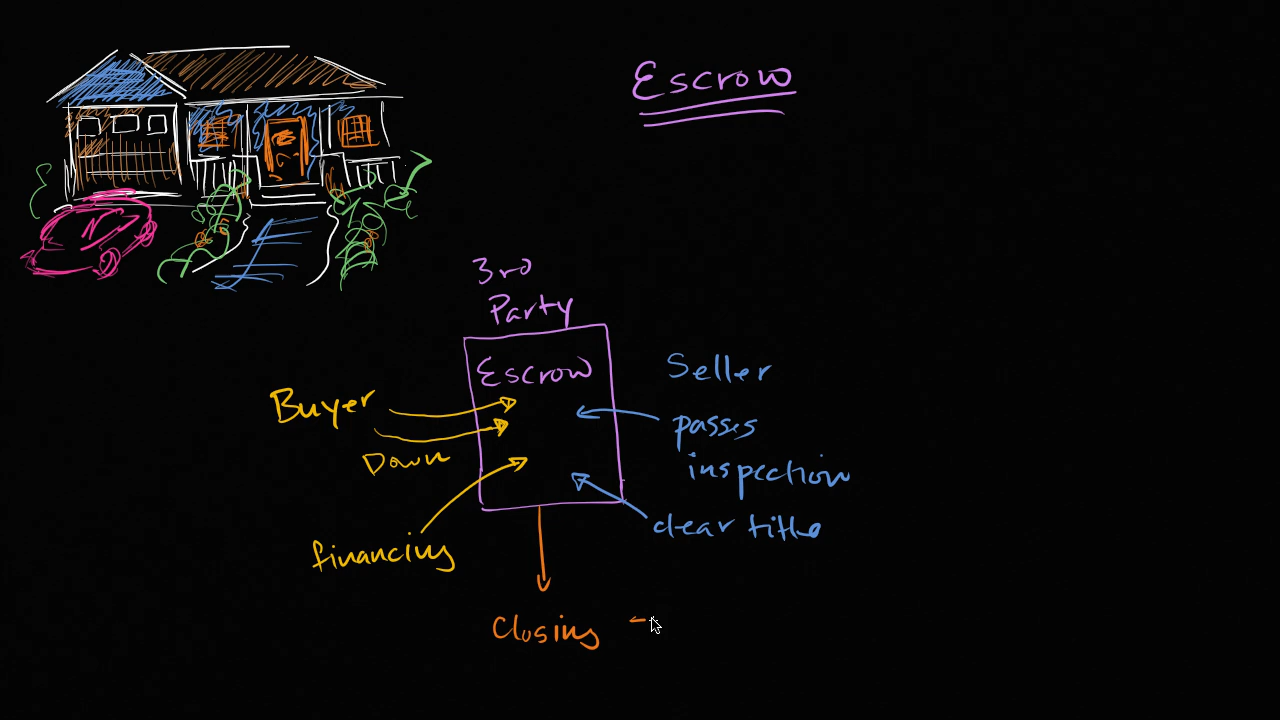 Escrow
3rd
Party
Escrow
Buyer
Down
financing
Seller
passes
inspection
clear title
Closing